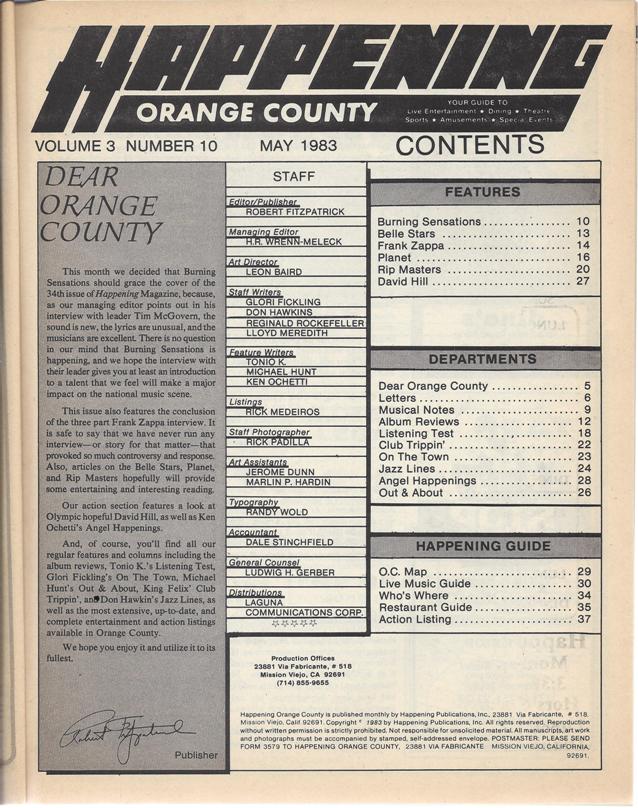 HAPPENING
ORANGE COUNTY
YOUR GUIDE TO
Live Entertainment ★ Dining ★ Theatre
Sports ★ Amusements ★ Special Events
VOLUME 3 NUMBER 10 MAY 1983 CONTENTS
DEAR
ORANGE
COUNTY
This month we decided that Burning
Sensations should grace the cover of the
34th issue of Happening Magazine, because,
as our managing editor points out in his
interview with leader Tim McGovern, the
sound is new, the lyrics are unusual, and the
musicians are excellent. There is no question
in our mind that Burning Sensations is
happening, and we hope the interview with
their leader gives you at least an introduction
to a talent that we feel will make a major
impact on the national music scene.
This issue also features the conclusion
of the three part Frank Zappa interview. It
is safe to say that we have never run any
interview—or story for that matter—that
provoked so much controversy and response.
Also, articles on the Belle Stars, Planet,
and Rip Masters hopefully will provide
some entertaining and interesting reading.
Our action section features a look at
Olympic hopeful David Hill, as well as Ken
Ochetti's Angel Happenings.
And, of course, you'll find all our
regular features and columns including the
album reviews, Tonio K.'s Listening Test,
Glori Fickling's On The Town, Michael
Hunt's Out & About, King Felix' Club
Trippin', and Don Hawkin's Jazz Lines, as
well as the most extensive, up-to-date, and
complete entertainment and action listings
available in Orange County.
We hope you enjoy it and utilize it to its
fullest.
Robert Fitzpatrick
Publisher
STAFF
Editor/Publisher
ROBERT FITZPATRICK
Managing Editor
H.R. WRENN-MELECK
Art Director
LEON BAIRD
Staff Writers
GLORI FICKLING
DON HAWKINS
REGINALD ROCKEFELLER
LLOYD MEREDITH
Feature Writers
TONIO K.
MICHAEL HUNT
KEN OCHETTI
Listings
RICK MEDEIROS
Staff Photographer
RICK PADILLA
Art Assistants
JEROME DUNN
MARLIN P. HARDIN
Typography
RANDY WOLD
Accountant
DALE STINCHFIELD
General Counsel
LUDWIG H. GERBER
Distributions
LAGUNA
COMMUNICATIONS CORP.
☆☆☆☆☆
FEATURES
Burning Sensations .................. 10
Belle Stars .................. 13
Frank Zappa .................. 14
Planet .................. 16
Rip Masters .................. 20
David Hill .................. 27
DEPARTMENTS
Dear Orange County .................. 5
Letters .................. 6
Musical Notes .................. 9
Album Reviews .................. 12
Listening Test .................. 18
Club Trippin' .................. 22
On The Town .................. 23
Jazz Lines .................. 24
Angel Happenings .................. 28
Out & About .................. 26
HAPPENING GUIDE
O.C. Map .................. 29
Live Music Guide .................. 30
Who's Where .................. 34
Restaurant Guide .................. 35
Action Listing .................. 37
Production Offices
23881 Via Fabricante, # 518
Mission Viejo, CA 92691
(714) 855-9655
Happening Orange County is published monthly by Happening Publications, Inc., 23881 Via Fabricante, # 518,
Mission Viejo, Calif. 92691. Copyright © 1983 by Happening Publications, Inc. All rights reserved. Reproduction
without written permission is strictly prohibited. Not responsible for unsolicited material. All manuscripts, art work
and photographs must be accompanied by stamped, self-addressed envelope. POSTMASTER: PLEASE SEND
FORM 3579 TO HAPPENING ORANGE COUNTY, 23881 VIA FABRICANTE MISSION VIEJO, CALIFORNIA,
92691.